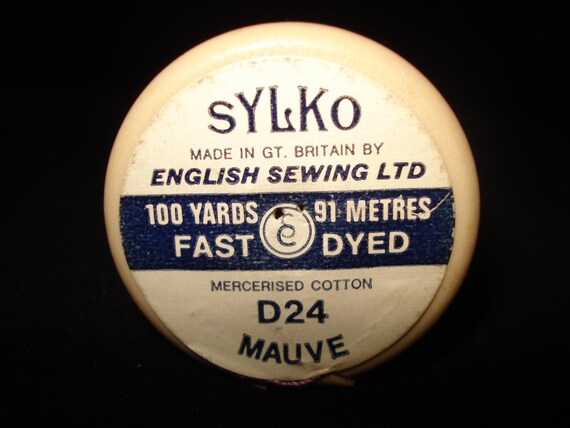 SYLKO
MADE IN GT. BRITAIN BY
ENGLISH SEWING LTD
100 YARDS 91 METRES
FAST DYED
MERCERISED COTTON
D24
MAUVE